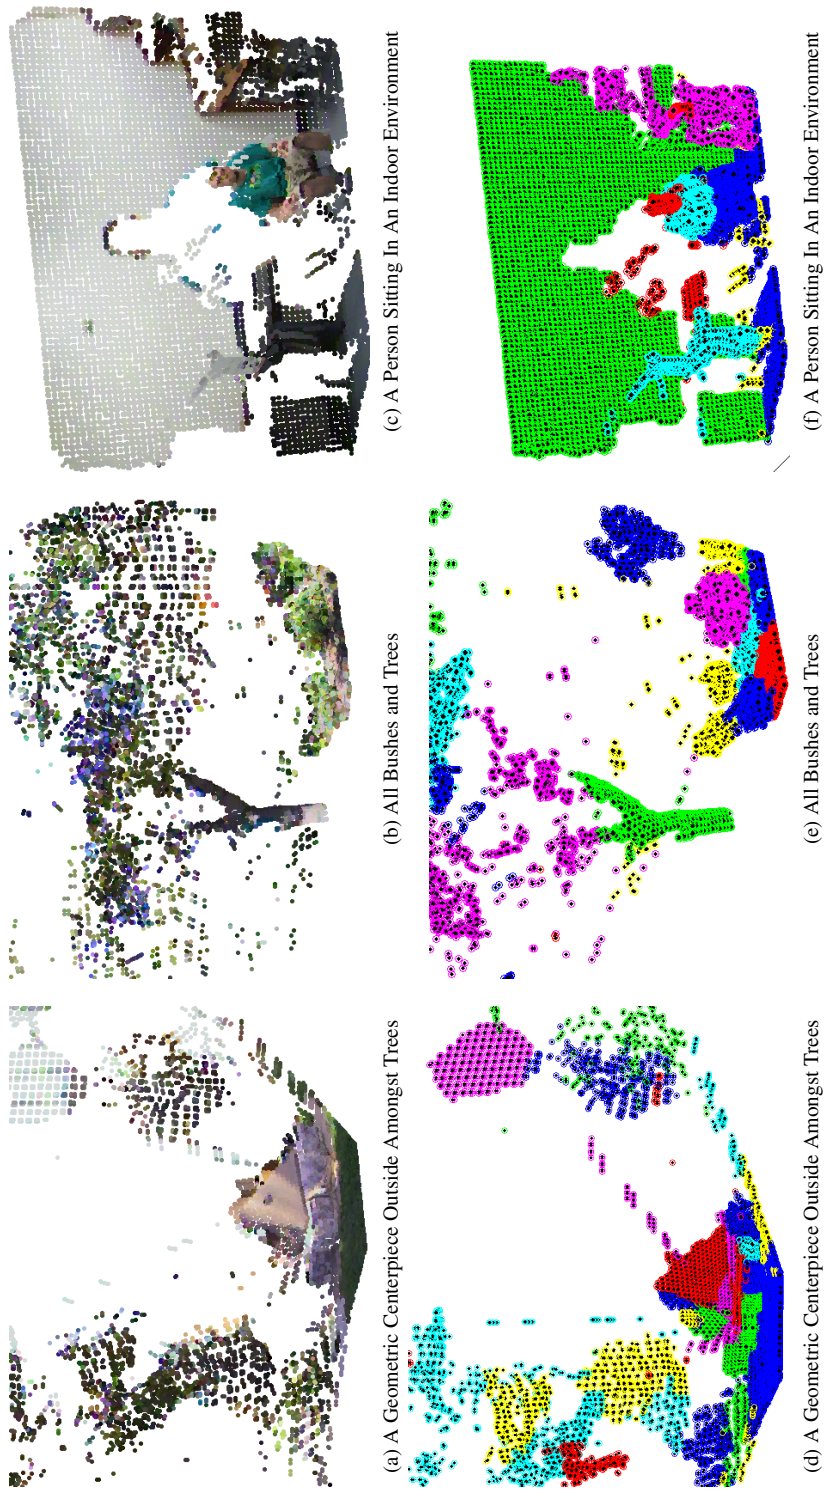 (a) A Geometric Centerpiece Outside Amongst Trees
(b) All Bushes and Trees
(c) A Person Sitting In An Indoor Environment
(d) A Geometric Centerpiece Outside Amongst Trees
(e) All Bushes and Trees
(f) A Person Sitting In An Indoor Environment